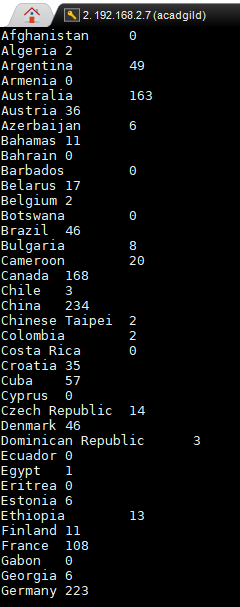 2. 192.168.2.7 (acadgild)
Afghanistan 0
Algeria 2
Argentina 49
Armenia 0
Australia 163
Austria 36
Azerbaijan 6
Bahamas 11
Bahrain 0
Barbados 0
Belarus 17
Belgium 2
Botswana 0
Brazil 46
Bulgaria 8
Cameroon 20
Canada 168
Chile 3
China 234
Chinese Taipei 2
Colombia 2
Costa Rica 0
Croatia 35
Cuba 57
Cyprus 0
Czech Republic 14
Denmark 46
Dominican Republic 3
Ecuador 0
Egypt 1
Eritrea 0
Estonia 6
Ethiopia 13
Finland 11
France 108
Gabon 0
Georgia 6
Germany 223